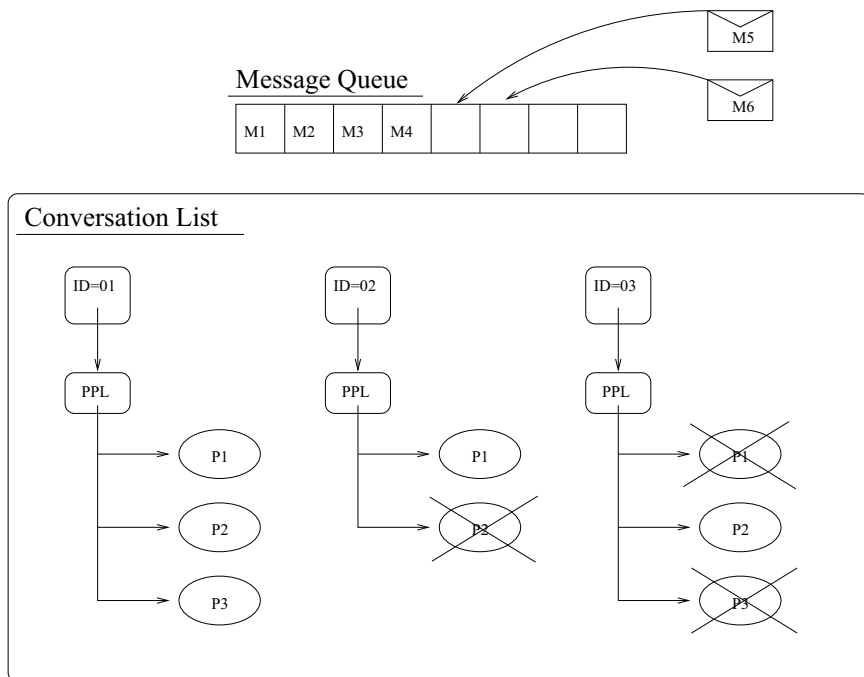 M5
Message Queue
M6
M1 M2 M3 M4
Conversation List
ID=01 ID=02 ID=03
PPL PPL PPL
P1 P1 P1
P2 P2 P2
P3 P3